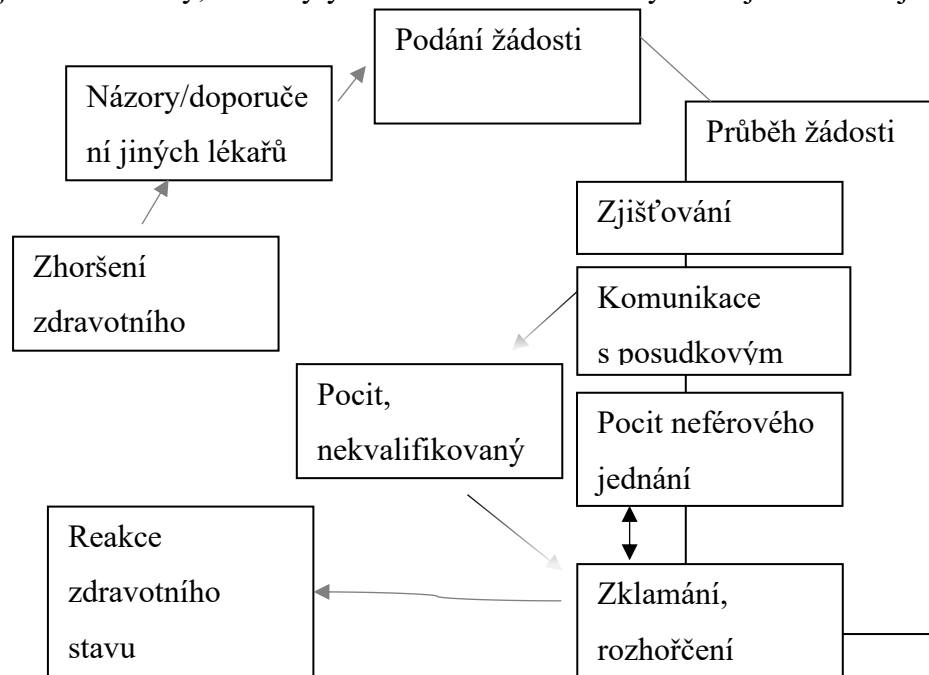 Podání žádosti
Názory/doporuče
ní jiných lékařů
Průběh žádosti
Zjišťování
Zhoršení
zdravotního
Komunikace
s posudkovým
Pocit,
nekvalifikovaný
Pocit neférového
jednání
Reakce
zdravotního
stavu
Zklamání,
rozhořčení